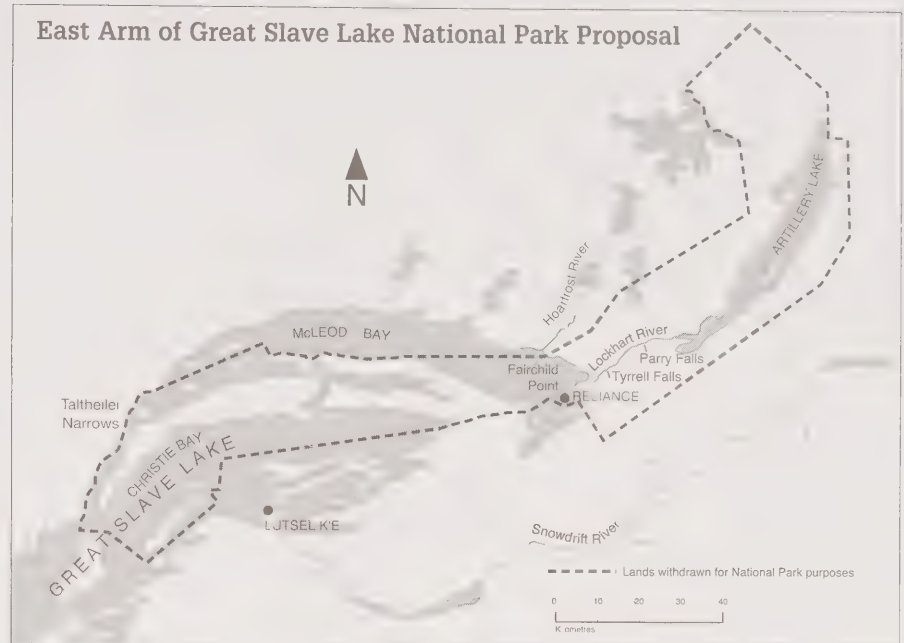 East Arm of Great Slave Lake National Park Proposal
N
ARTILLERY LAKE
Hoarfrost River
McLEOD BAY
Lockhart River
Parry Falls
Fairchild
Point
Tyrrell Falls
RELIANCE
Taltheilei
Narrows
CHRISTIE BAY
GREAT SLAVE LAKE
LUTSEL K'E
Snowdrift River
Lands withdrawn for National Park purposes
0 10 20 30 40
Kilometres